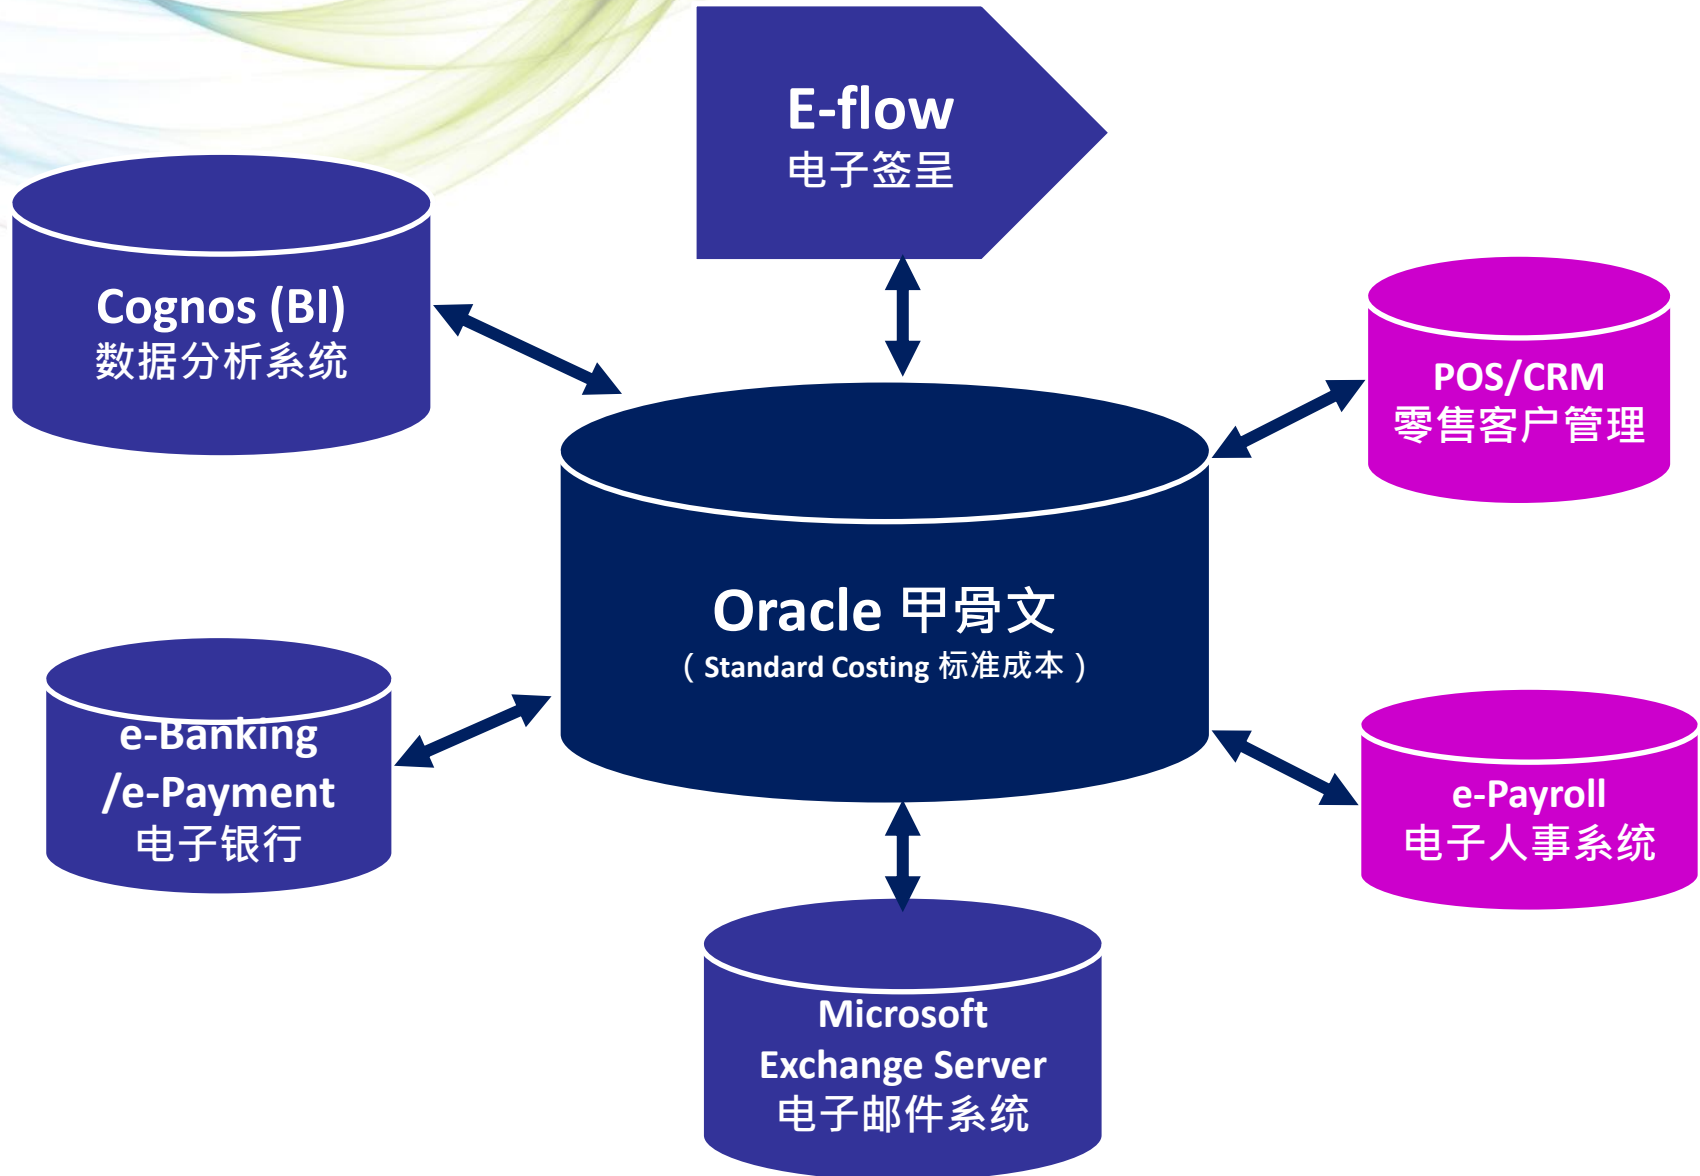 E-flow
电子签呈
Cognos (BI)
数据分析系统
POS/CRM
零售客户管理
Oracle 甲骨文
（Standard Costing 标准成本）
e-Banking
/e-Payment
电子银行
e-Payroll
电子人事系统
Microsoft
Exchange Server
电子邮件系统